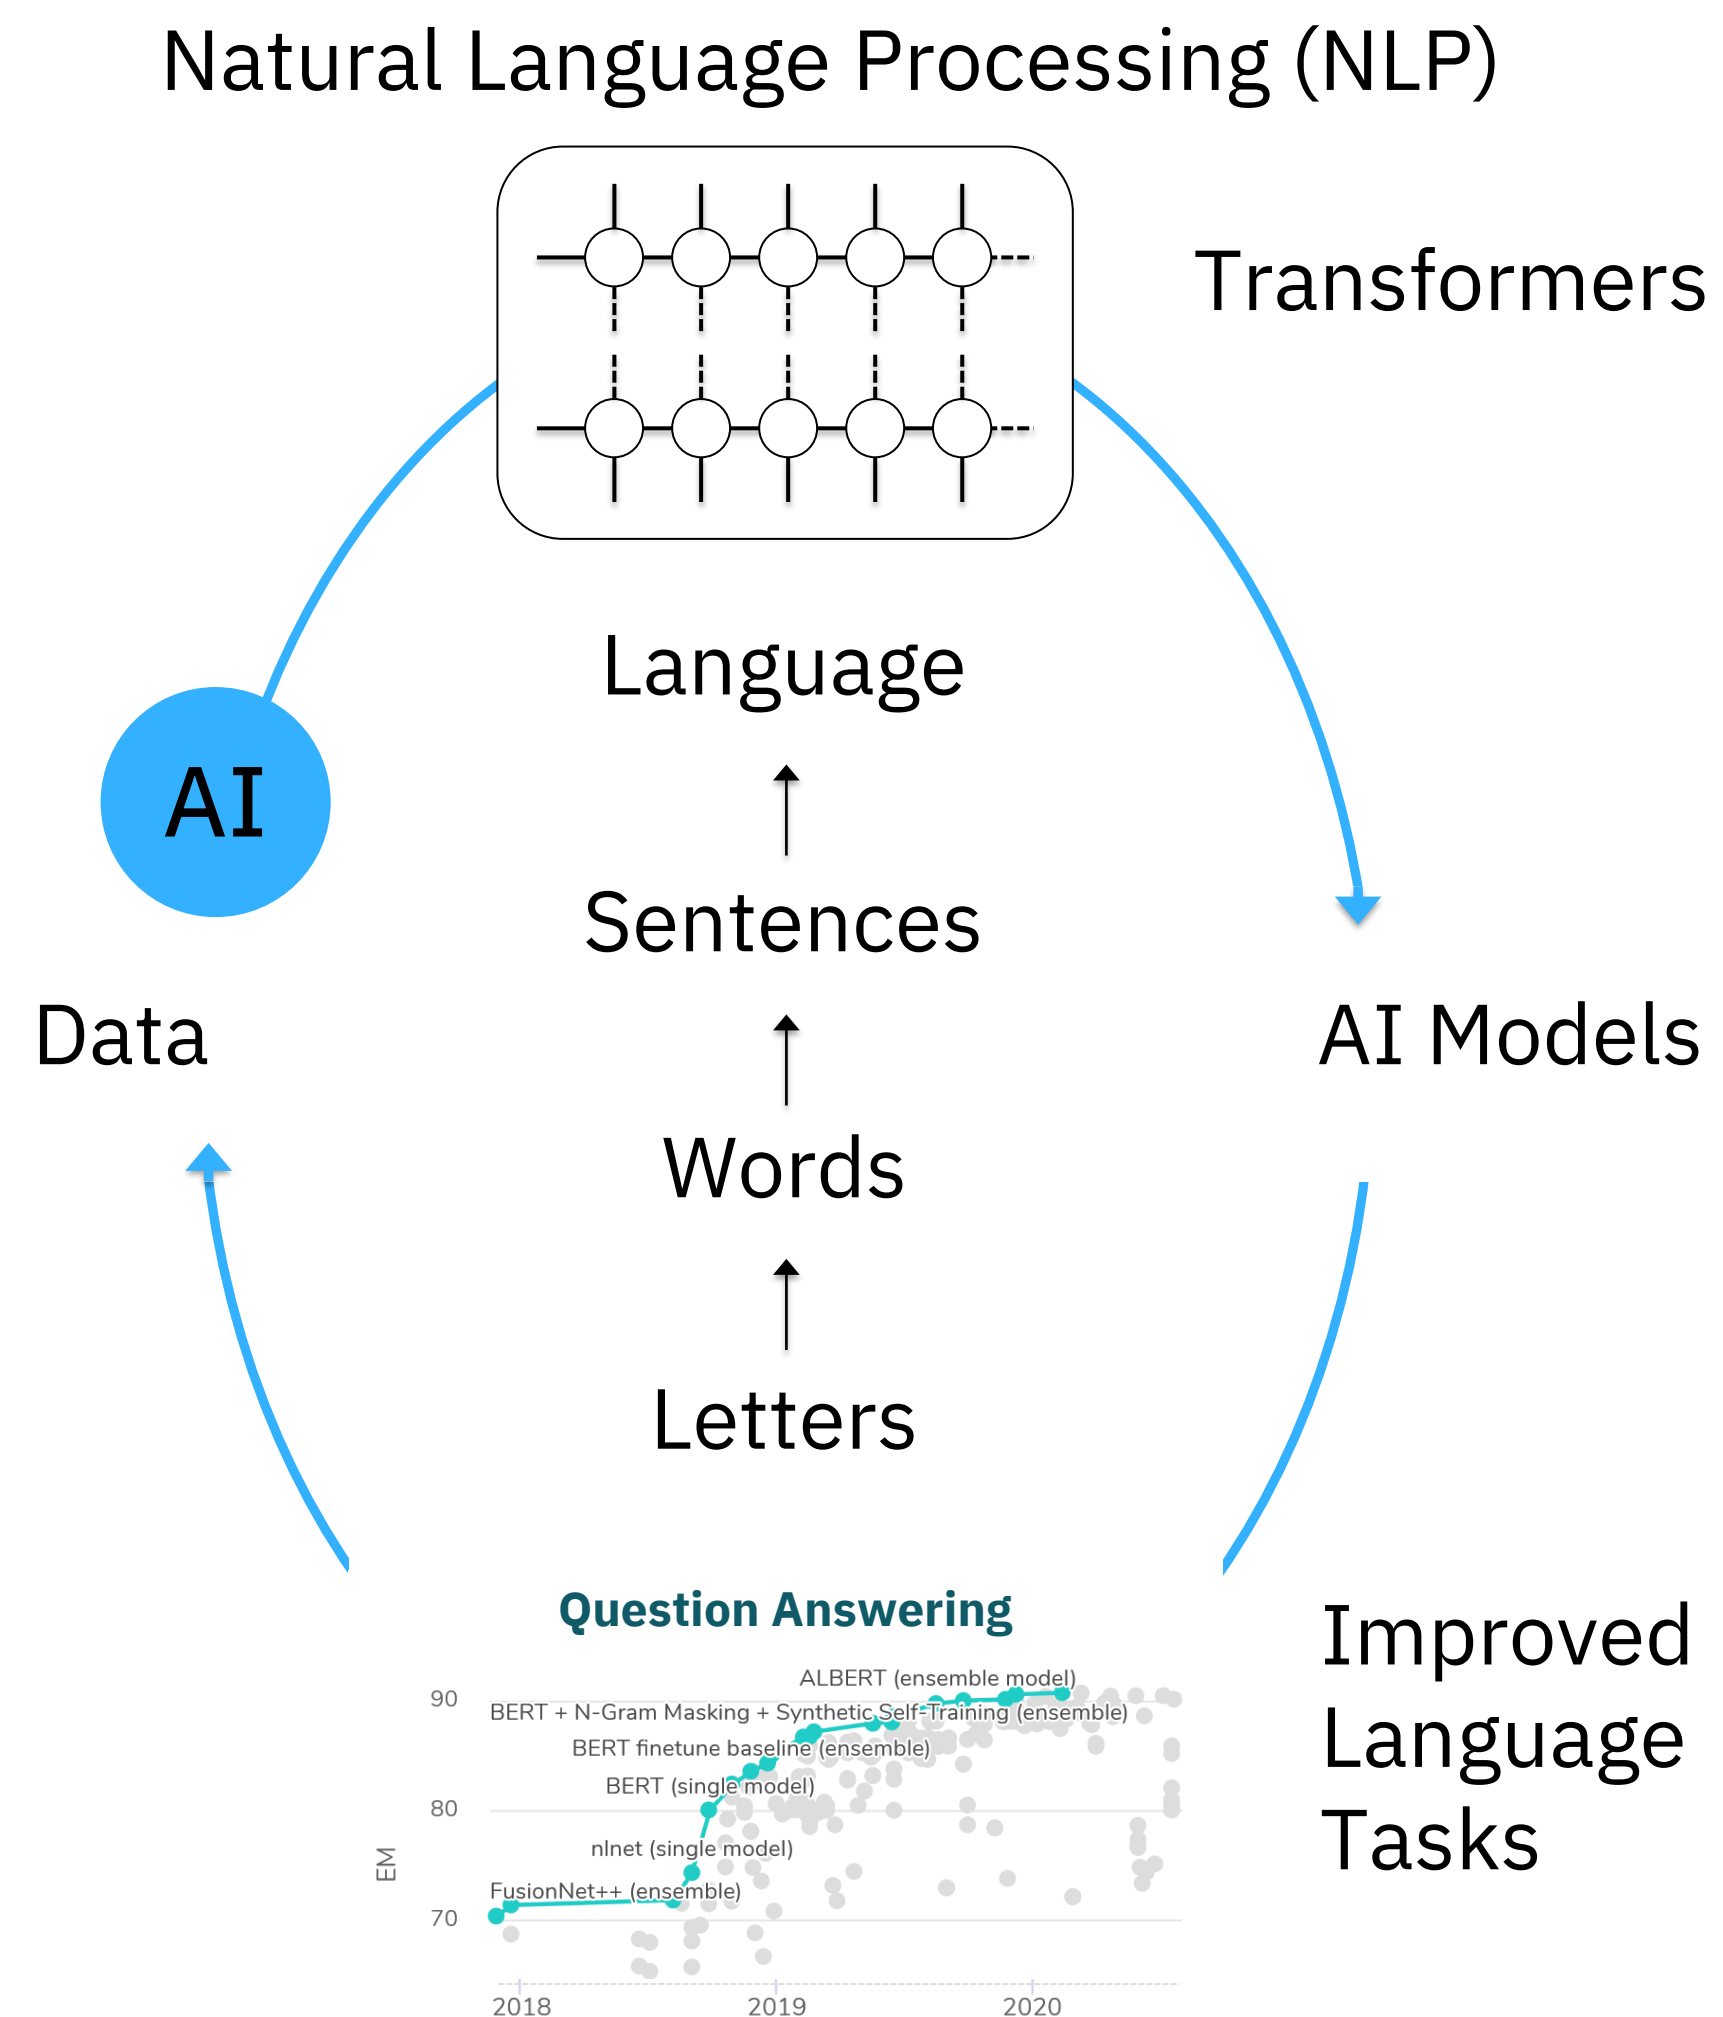 Natural Language Processing (NLP)
Transformers
Language
AI
Sentences
Data
AI Models
Words
Letters
Question Answering
Improved
Language
Tasks
ALBERT (ensemble model)
90
BERT + N-Gram Masking + Synthetic Self-Training (ensemble)
BERT finetune baseline (ensemble)
BERT (single model)
80
nlnet (single model)
EM
FusionNet++ (ensemble)
70
2018 2019 2020